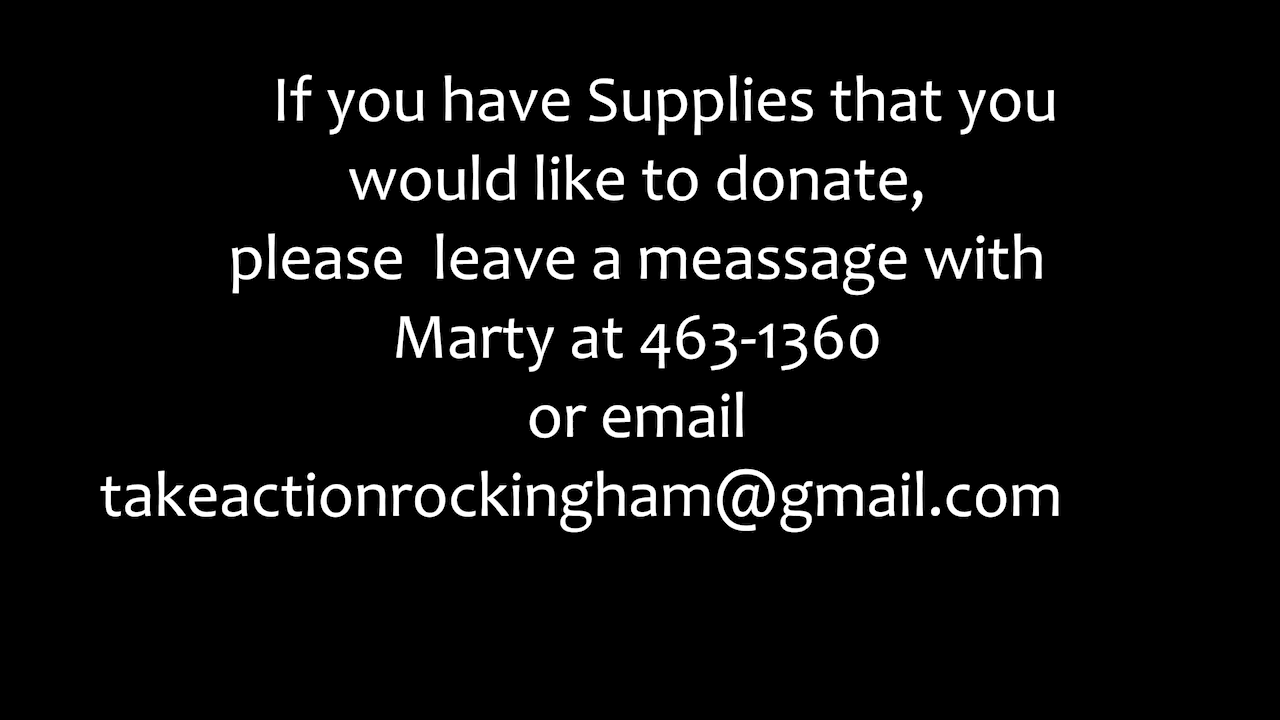 If you have Supplies that you
would like to donate,
please leave a meassage with
Marty at 463-1360
or email
takeactionrockingham@gmail.com